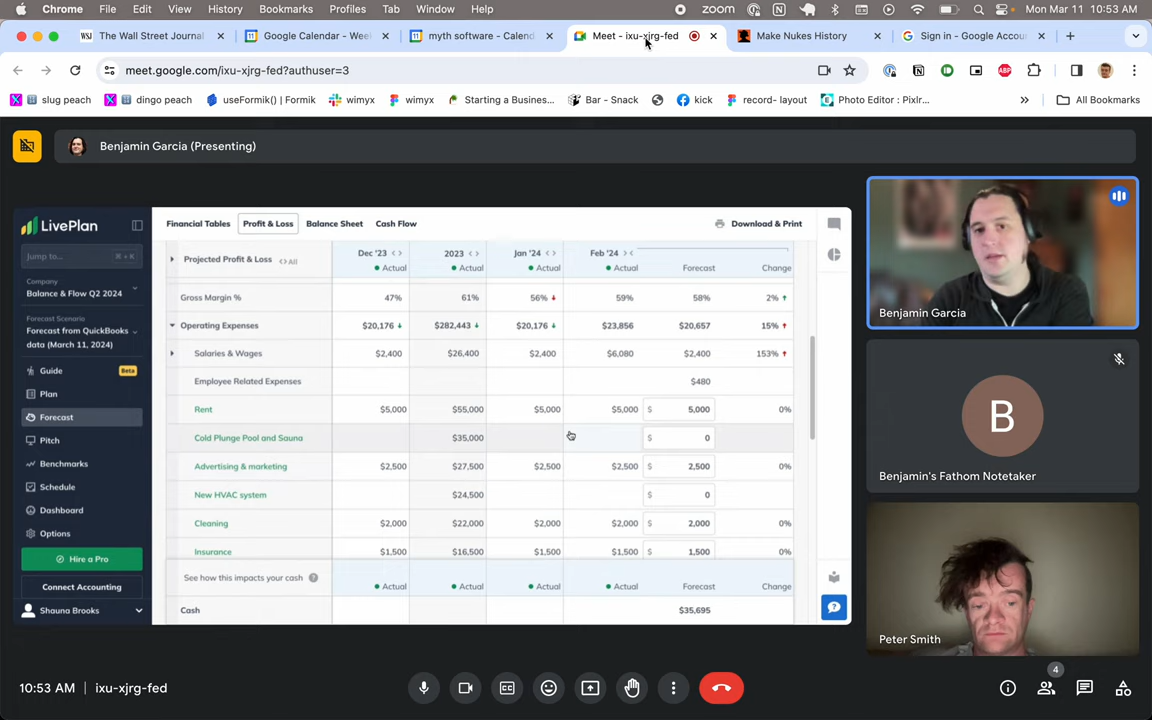 Chrome File Edit View History Bookmarks Profiles Tab Window Help zoom Mon Mar 11 10:53 AM
WSJ The Wall Street Journal Google Calendar - Wee myth software - Calend Meet - ixu-xjrg-fed Make Nukes History Sign in - Google Accou
meet.google.com/ixu-xjrg-fed?authuser=3
slug peach dingo peach useFormik() | Formik wimyx wimyx Starting a Busines... Bar - Snack kick record- layout Photo Editor : Pixlr... All Bookmarks
Benjamin Garcia (Presenting)
LivePlan
Jump to... ⌘+K
Company
Balance & Flow Q2 2024
Forecast Scenario
Forecast from QuickBooks
data (March 11, 2024)
Guide Beta
Plan
Forecast
Pitch
Benchmarks
Schedule
Dashboard
Options
Hire a Pro
Connect Accounting
Shauna Brooks
Financial Tables Profit & Loss Balance Sheet Cash Flow Download & Print
Projected Profit & Loss All Dec '23 2023 Jan '24 Feb '24
Actual Actual Actual Actual Forecast Change
Gross Margin % 47% 61% 56% 59% 58% 2%
Operating Expenses $20,176 $282,443 $20,176 $23,856 $20,657 15%
Salaries & Wages $2,400 $26,400 $2,400 $6,080 $2,400 153%
Employee Related Expenses $480
Rent $5,000 $55,000 $5,000 $5,000 $ 5,000 0%
Cold Plunge Pool and Sauna $35,000 $ 0
Advertising & marketing $2,500 $27,500 $2,500 $2,500 $ 2,500 0%
New HVAC system $24,500 $ 0
Cleaning $2,000 $22,000 $2,000 $2,000 $ 2,000 0%
Insurance $1,500 $16,500 $1,500 $1,500 $ 1,500 0%
See how this impacts your cash ? Actual Actual Actual Actual Forecast Change
Cash $35,695
Benjamin Garcia
B
Benjamin's Fathom Notetaker
Peter Smith
10:53 AM | ixu-xjrg-fed
4